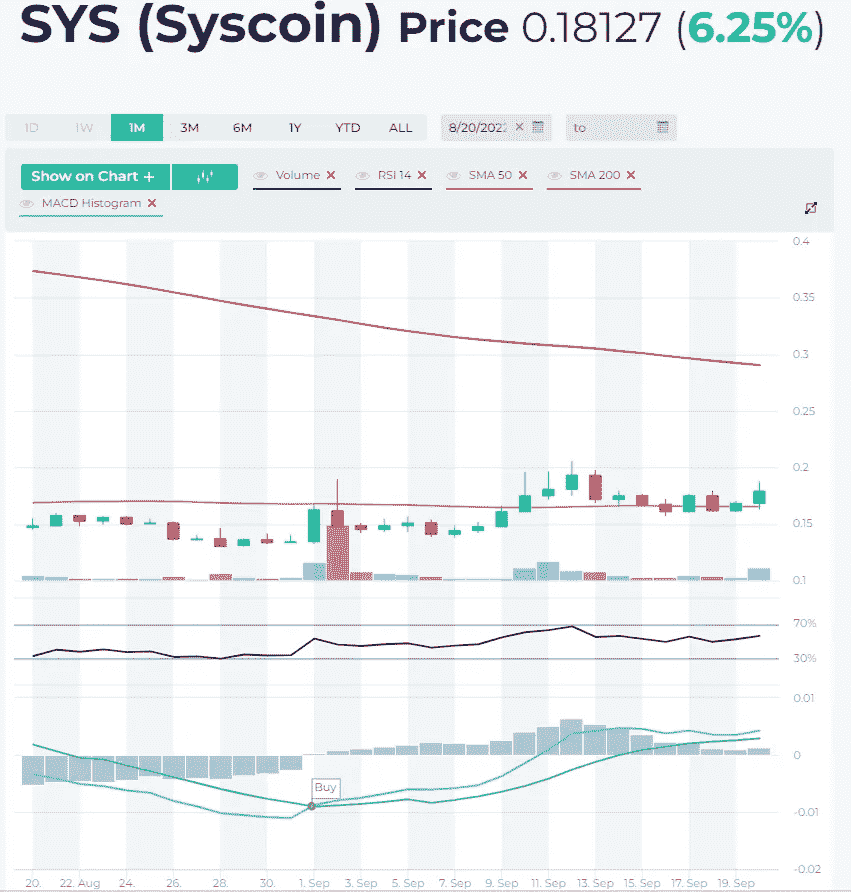 SYS (Syscoin) Price 0.18127 (6.25%)
1D 1W 1M 3M 6M 1Y YTD ALL 8/20/202 × to
Show on Chart + Volume × RSI 14 × SMA 50 × SMA 200 ×
MACD Histogram ×
0.4
0.35
0.3
0.25
0.2
0.15
0.1
70%
30%
0.01
0
Buy
-0.01
-0.02
20. 22. Aug 24. 26. 28. 30. 1. Sep 3. Sep 5. Sep 7. Sep 9. Sep 11. Sep 13. Sep 15. Sep 17. Sep 19. Sep